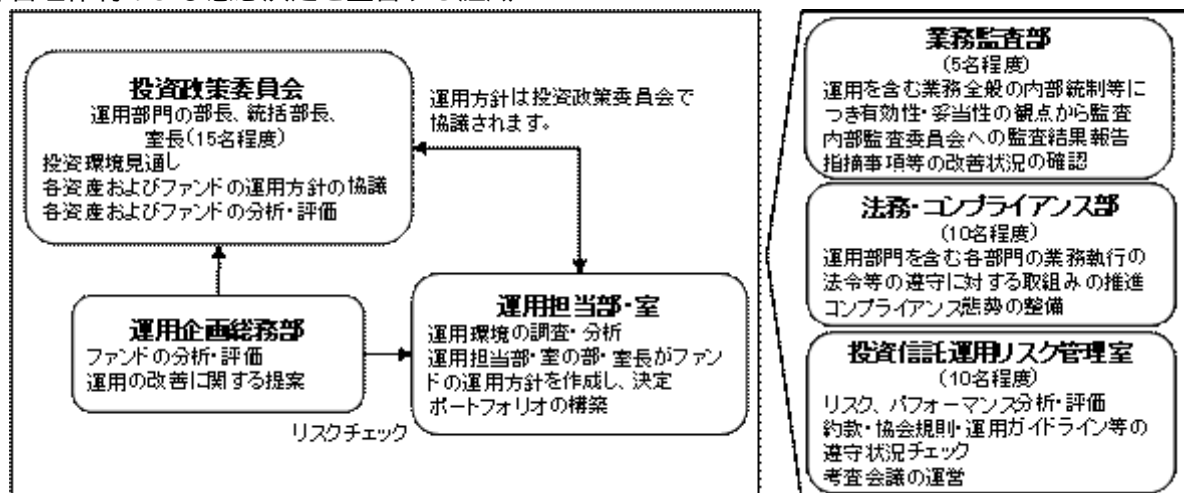 投資政策委員会
運用部門の部長、統括部長、
室長(15名程度)
投資環境見通し
各資産およびファンドの運用方針の協議
各資産およびファンドの分析・評価
運用方針は投資政策委員会で
協議されます。
運用企画総務部
ファンドの分析・評価
運用の改善に関する提案
リスクチェック
運用担当部・室
運用環境の調査・分析
運用担当部・室の部・室長がファン
ドの運用方針を作成し、決定
ポートフォリオの構築
業務監査部
(5名程度)
運用を含む業務全般の内部統制等に
つき有効性・妥当性の観点から監査
内部監査委員会への監査結果報告
指摘事項等の改善状況の確認
法務・コンプライアンス部
(10名程度)
運用部門を含む各部門の業務執行の
法令等の遵守に対する取組みの推進
コンプライアンス態勢の整備
投資信託運用リスク管理室
(10名程度)
リスク、パフォーマンス分析・評価
約款・協会規則・運用ガイドライン等の
遵守状況チェック
考査会議の運営